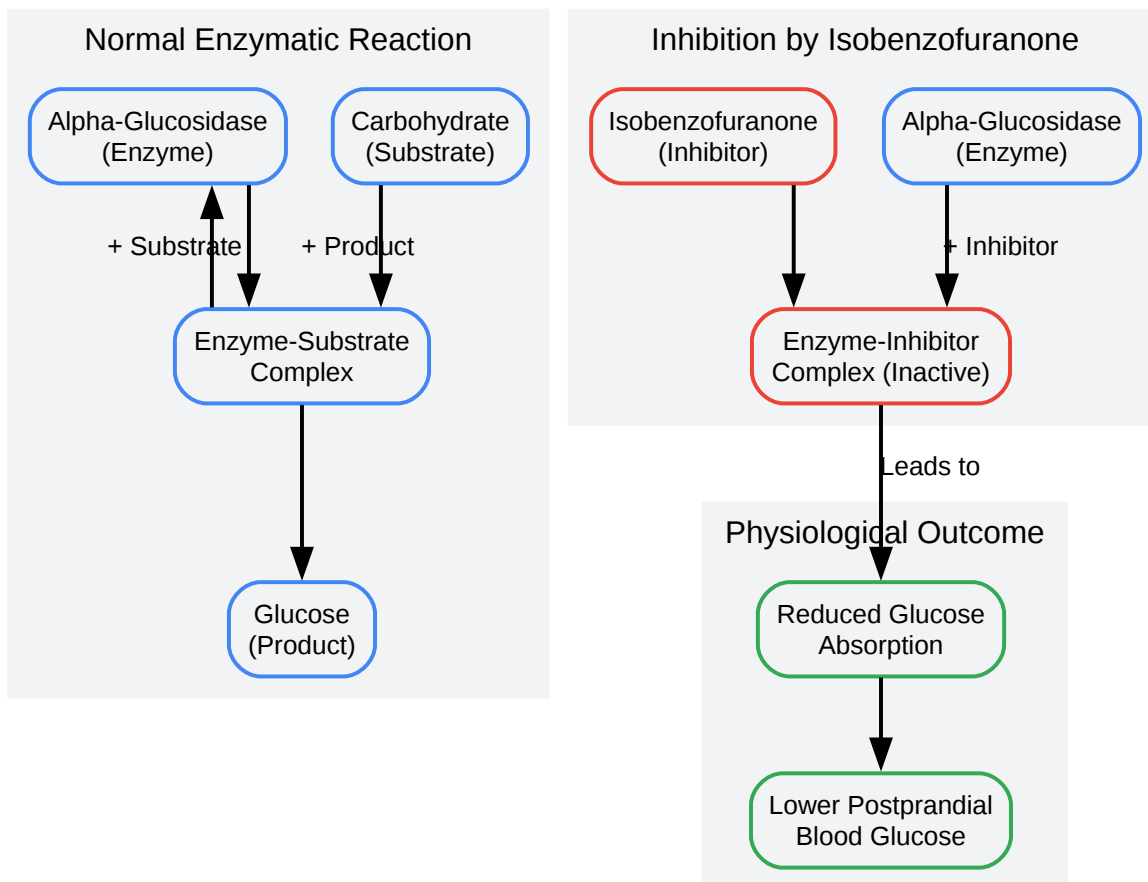 Normal Enzymatic Reaction
Alpha-Glucosidase
(Enzyme)
Carbohydrate
(Substrate)
+ Substrate
+ Product
Enzyme-Substrate
Complex
Glucose
(Product)
Inhibition by Isobenzofuranone
Isobenzofuranone
(Inhibitor)
Alpha-Glucosidase
(Enzyme)
+ Inhibitor
Enzyme-Inhibitor
Complex (Inactive)
Leads to
Physiological Outcome
Reduced Glucose
Absorption
Lower Postprandial
Blood Glucose